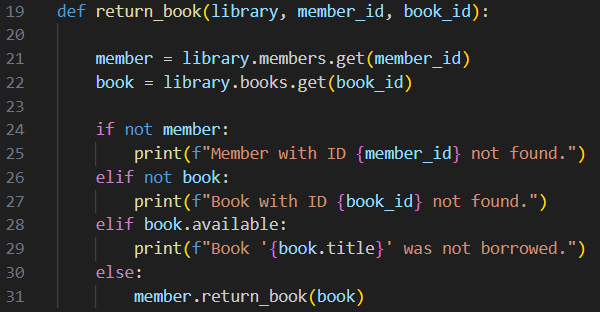 19 def return_book(library, member_id, book_id):
20
21     member = library.members.get(member_id)
22     book = library.books.get(book_id)
23
24     if not member:
25         print(f"Member with ID {member_id} not found.")
26     elif not book:
27         print(f"Book with ID {book_id} not found.")
28     elif book.available:
29         print(f"Book '{book.title}' was not borrowed.")
30     else:
31         member.return_book(book)